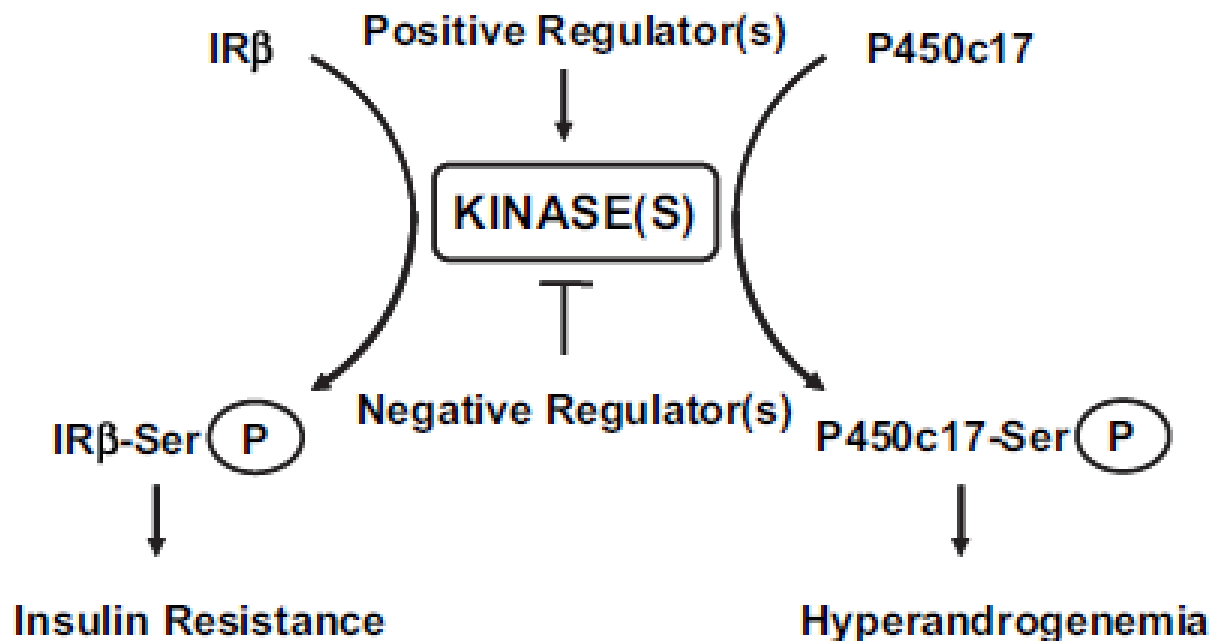 IRβ
Positive Regulator(s)
P450c17
KINASE(S)
Negative Regulator(s)
IRβ-Ser P
P450c17-Ser P
Insulin Resistance
Hyperandrogenemia